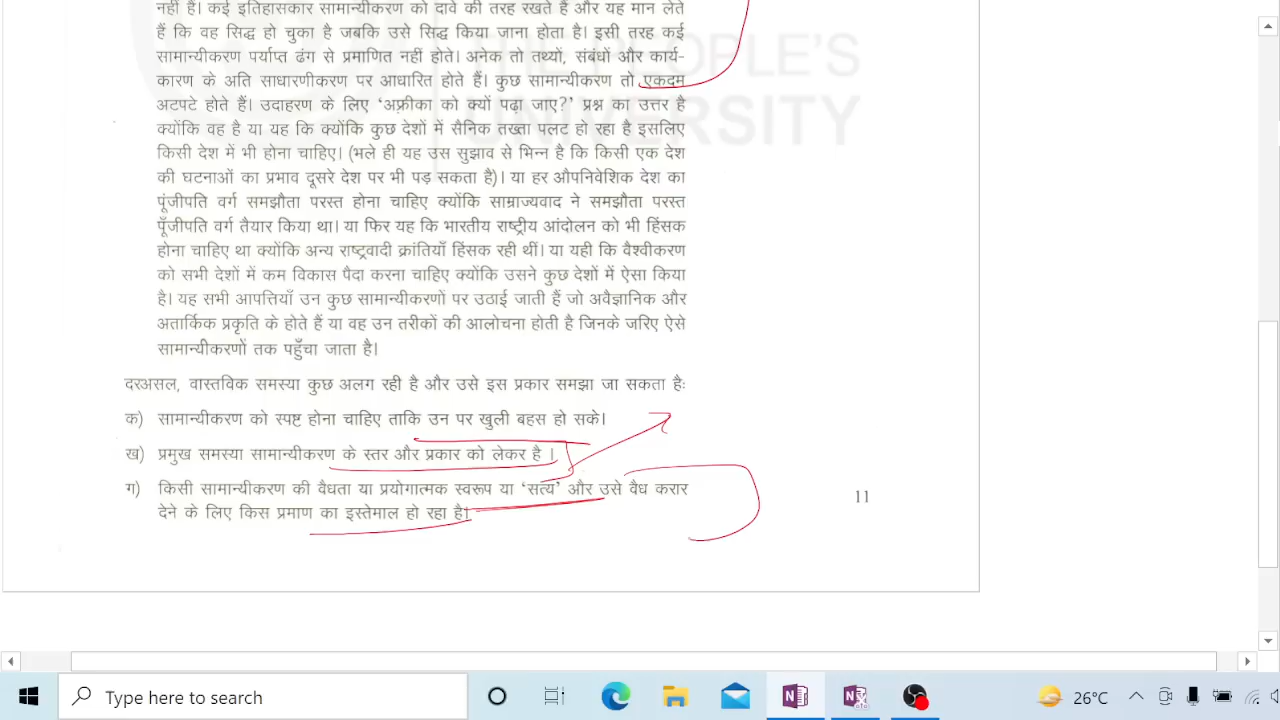 नहीं हैं। कई इतिहासकार सामान्यीकरण को दावे की तरह रखते हैं और यह मान लेते
हैं कि वह सिद्ध हो चुका है जबकि उसे सिद्ध किया जाना होता है। इसी तरह कई
सामान्यीकरण पर्याप्त ढंग से प्रमाणित नहीं होते। अनेक तो तथ्यों, संबंधों और कार्य-
कारण के अति साधारणीकरण पर आधारित होते हैं। कुछ सामान्यीकरण तो एकदम
अटपटे होते हैं। उदाहरण के लिए ‘अफ्रीका को क्यों पढ़ा जाए?’ प्रश्न का उत्तर है
क्योंकि वह है या यह कि क्योंकि कुछ देशों में सैनिक तख्ता पलट हो रहा है इसलिए
किसी देश में भी होना चाहिए। (भले ही यह उस सुझाव से भिन्न है कि किसी एक देश
की घटनाओं का प्रभाव दूसरे देश पर भी पड़ सकता है)। या हर औपनिवेशिक देश का
पूंजीपति वर्ग समझौता परस्त होना चाहिए क्योंकि साम्राज्यवाद ने समझौता परस्त
पूँजीपति वर्ग तैयार किया था। या फिर यह कि भारतीय राष्ट्रीय आंदोलन को भी हिंसक
होना चाहिए था क्योंकि अन्य राष्ट्रवादी क्रांतियाँ हिंसक रही थीं। या यही कि वैश्वीकरण
को सभी देशों में कम विकास पैदा करना चाहिए क्योंकि उसने कुछ देशों में ऐसा किया
है। यह सभी आपत्तियाँ उन कुछ सामान्यीकरणों पर उठाई जाती हैं जो अवैज्ञानिक और
अतार्किक प्रकृति के होते हैं या वह उन तरीकों की आलोचना होती है जिनके जरिए ऐसे
सामान्यीकरणों तक पहुँचा जाता है।
THE PEOPLE’S
UNIVERSITY
दरअसल, वास्तविक समस्या कुछ अलग रही है और उसे इस प्रकार समझा जा सकता है:
क) सामान्यीकरण को स्पष्ट होना चाहिए ताकि उन पर खुली बहस हो सके।
ख) प्रमुख समस्या सामान्यीकरण के स्तर और प्रकार को लेकर है ।
ग) किसी सामान्यीकरण की वैधता या प्रयोगात्मक स्वरूप या ‘सत्य’ और उसे वैध करार
देने के लिए किस प्रमाण का इस्तेमाल हो रहा है।
11
Type here to search
26°C